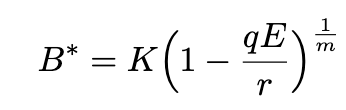 B* = K(1 − qE/r)^(1/m)